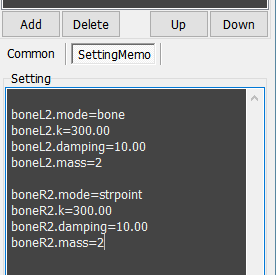 Add Delete Up Down
Common SettingMemo
Setting
boneL2.mode=bone
boneL2.k=300.00
boneL2.damping=10.00
boneL2.mass=2
boneR2.mode=strpoint
boneR2.k=300.00
boneR2.damping=10.00
boneR2.mass=2